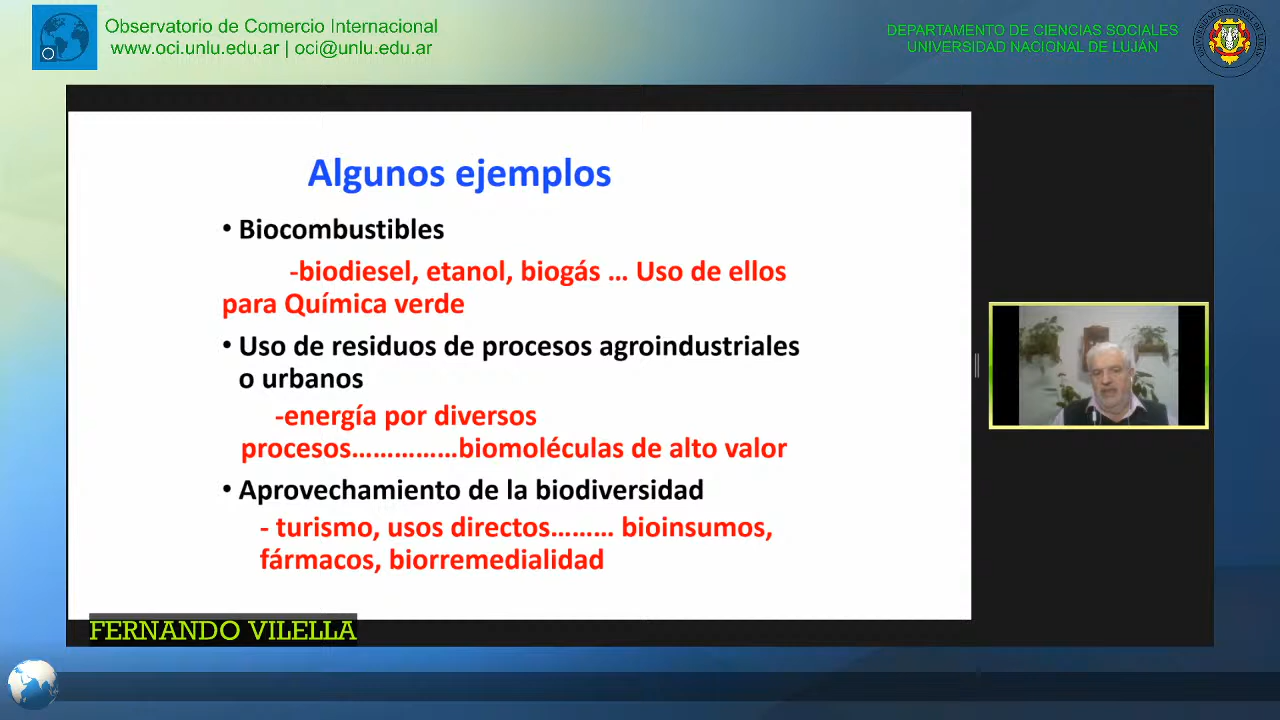 Observatorio de Comercio Internacional
www.oci.unlu.edu.ar | oci@unlu.edu.ar
DEPARTAMENTO DE CIENCIAS SOCIALES
UNIVERSIDAD NACIONAL DE LUJÁN
Algunos ejemplos
• Biocombustibles
-biodiesel, etanol, biogás ... Uso de ellos
para Química verde
• Uso de residuos de procesos agroindustriales
o urbanos
-energía por diversos
procesos……………biomoléculas de alto valor
• Aprovechamiento de la biodiversidad
- turismo, usos directos……… bioinsumos,
fármacos, biorremedialidad
FERNANDO VILELLA